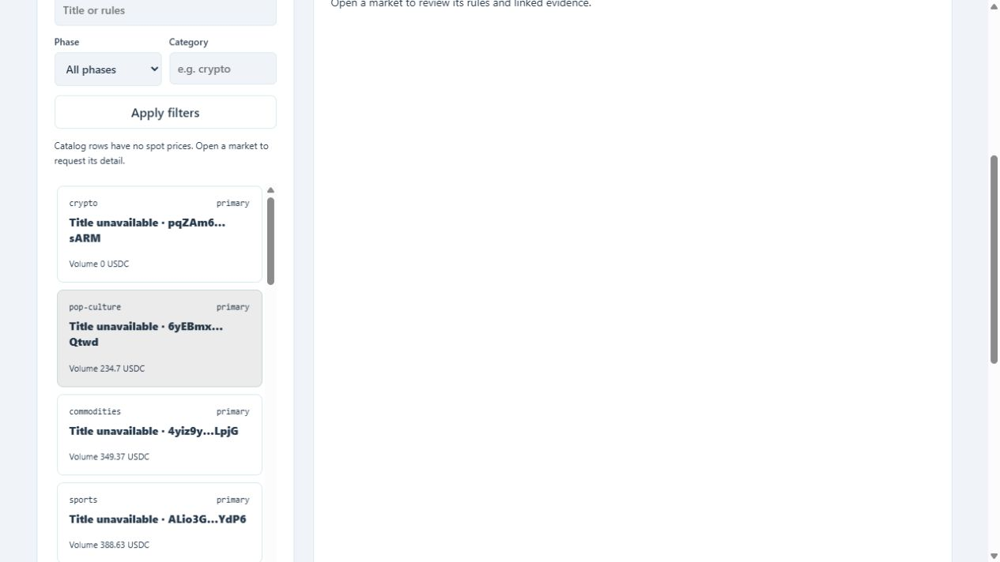 Title or rules
Open a market to review its rules and linked evidence.
Phase
Category
All phases
e.g. crypto
Apply filters
Catalog rows have no spot prices. Open a market to
request its detail.
crypto
primary
Title unavailable · pqZAm6…
sARM
Volume 0 USDC
pop-culture
primary
Title unavailable · 6yEBmx…
Qtwd
Volume 234.7 USDC
commodities
primary
Title unavailable · 4yiz9y…LpjG
Volume 349.37 USDC
sports
primary
Title unavailable · ALio3G…YdP6
Volume 388.63 USDC